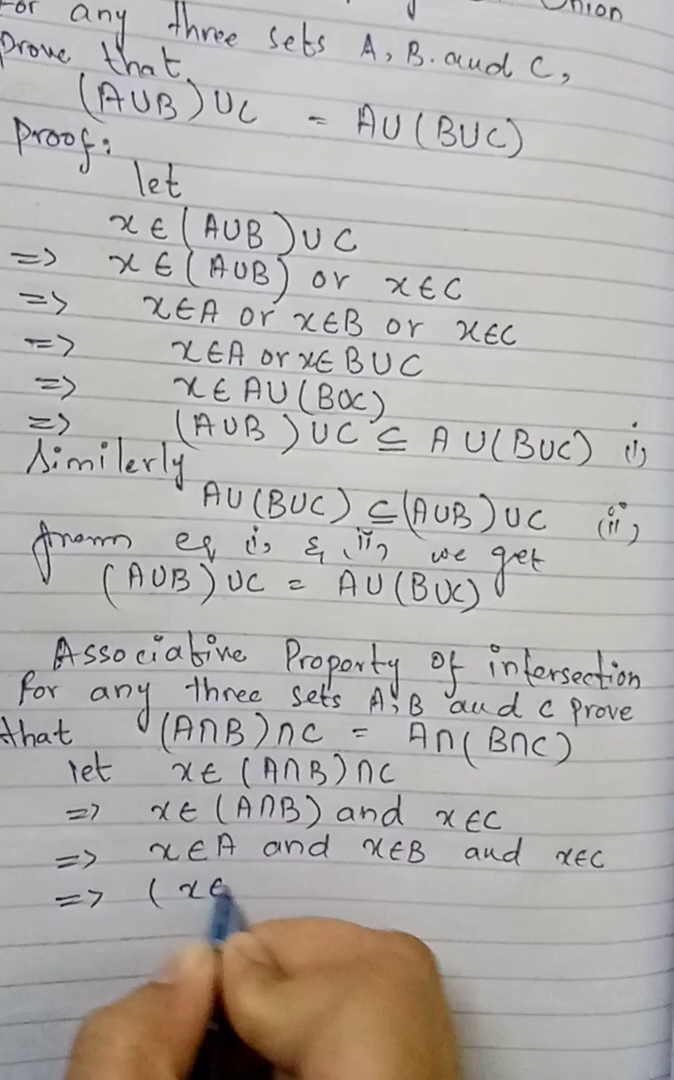 For any three sets A, B. and C,
Prove that
(A∪B)∪C = A∪(B∪C)
Proof:
let
x∈(A∪B)∪C
=> x∈(A∪B) or x∈C
=> x∈A or x∈B or x∈C
=> x∈A or x∈B∪C
=> x∈A∪(B∪C)
=> (A∪B)∪C ⊆ A∪(B∪C) i,
Similerly
A∪(B∪C) ⊆(A∪B)∪C (ii,
from eq i, & ii, we get
(A∪B)∪C = A∪(B∪C)
Associative Property of intersection
for any three sets A, B and C prove
that (A∩B)∩C = A∩(B∩C)
let x∈(A∩B)∩C
=> x∈(A∩B) and x∈C
=> x∈A and x∈B and x∈C
=> (x∈